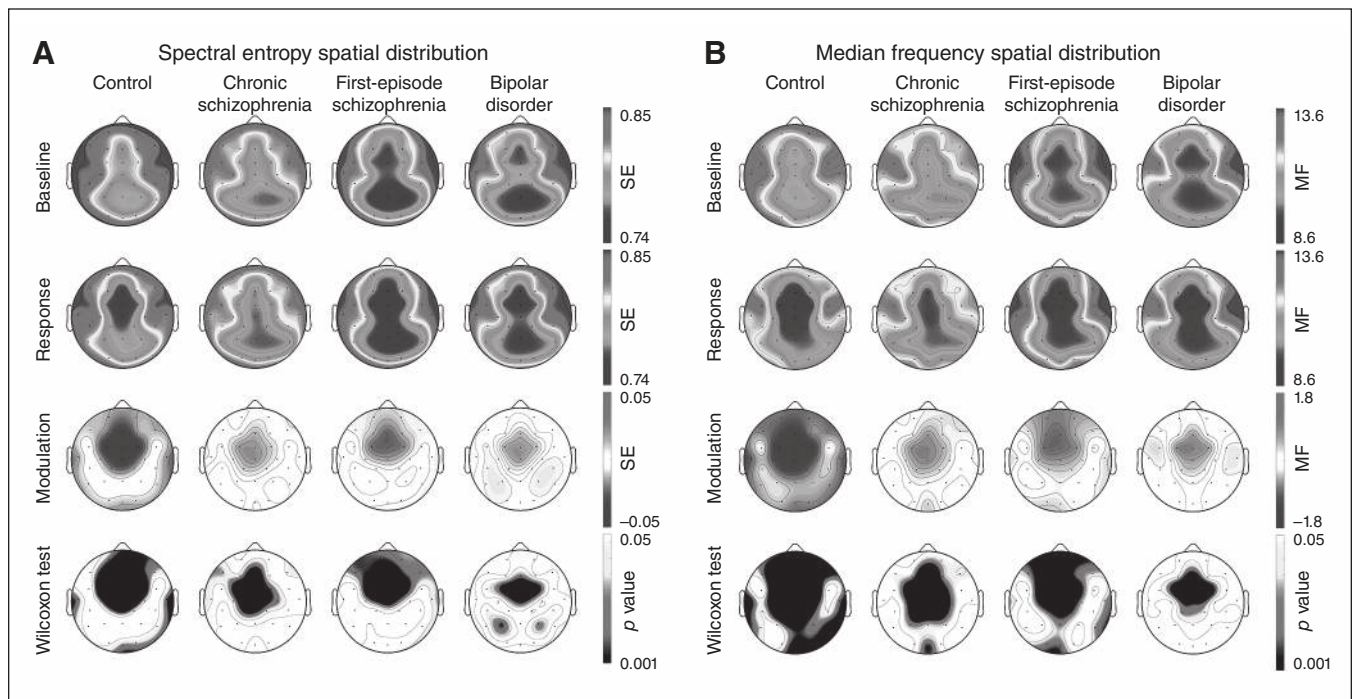 A
Spectral entropy spatial distribution
Control
Chronic
schizophrenia
First-episode
schizophrenia
Bipolar
disorder
Baseline
0.85
SE
0.74
Response
0.85
SE
0.74
Modulation
0.05
SE
–0.05
Wilcoxon test
0.05
p value
0.001
B
Median frequency spatial distribution
Control
Chronic
schizophrenia
First-episode
schizophrenia
Bipolar
disorder
Baseline
13.6
MF
8.6
Response
13.6
MF
8.6
Modulation
1.8
MF
–1.8
Wilcoxon test
0.05
p value
0.001